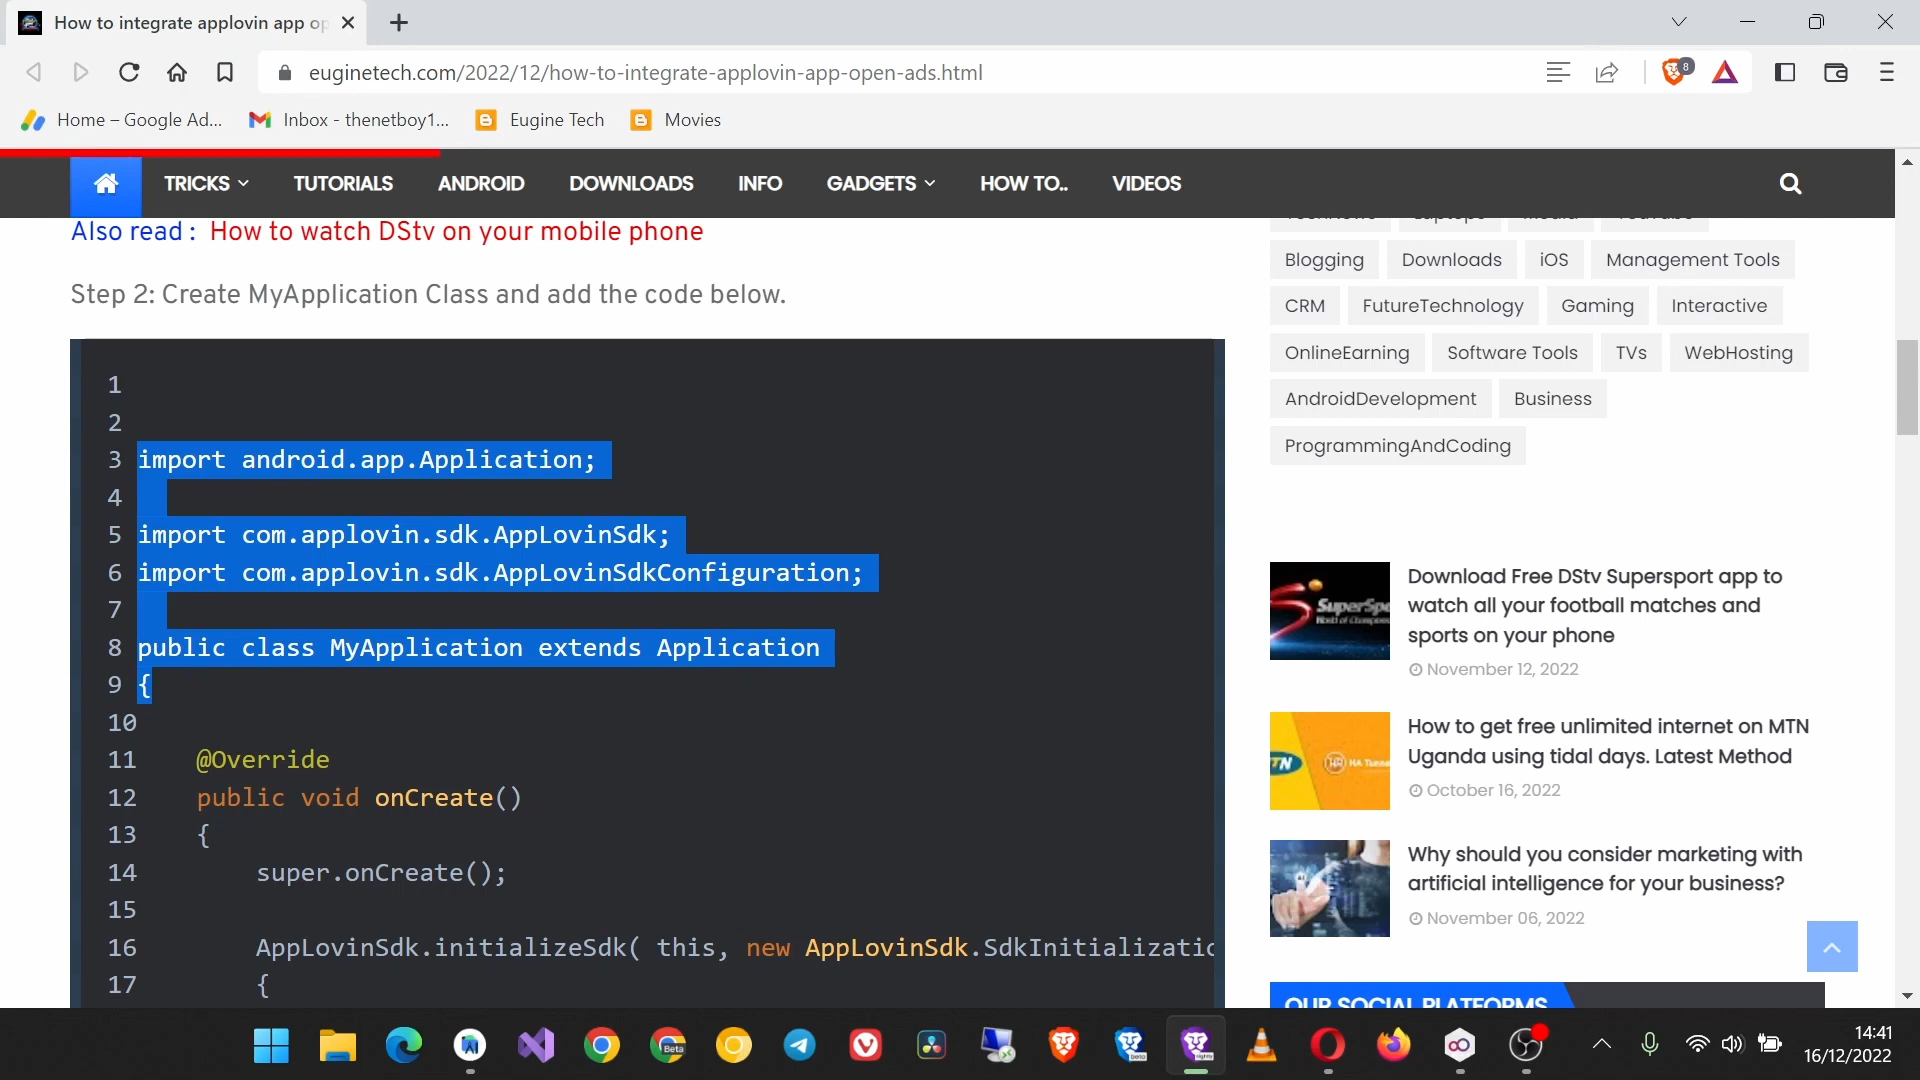 How to integrate applovin app op
euginetech.com/2022/12/how-to-integrate-applovin-app-open-ads.html
8
Home – Google Ad...
Inbox - thenetboy1...
Eugine Tech
Movies
TRICKS
TUTORIALS
ANDROID
DOWNLOADS
INFO
GADGETS
HOW TO..
VIDEOS
Also read : How to watch DStv on your mobile phone
Step 2: Create MyApplication Class and add the code below.
1
2
3 import android.app.Application;
4
5 import com.applovin.sdk.AppLovinSdk;
6 import com.applovin.sdk.AppLovinSdkConfiguration;
7
8 public class MyApplication extends Application
9 {
10
11 @Override
12 public void onCreate()
13 {
14 super.onCreate();
15
16 AppLovinSdk.initializeSdk( this, new AppLovinSdk.SdkInitializatic
17 {
Blogging
Downloads
iOS
Management Tools
CRM
FutureTechnology
Gaming
Interactive
OnlineEarning
Software Tools
TVs
WebHosting
AndroidDevelopment
Business
ProgrammingAndCoding
Download Free DStv Supersport app to
watch all your football matches and
sports on your phone
November 12, 2022
How to get free unlimited internet on MTN
Uganda using tidal days. Latest Method
October 16, 2022
Why should you consider marketing with
artificial intelligence for your business?
November 06, 2022
OUR SOCIAL PLATFORMS
Beta
14:41
16/12/2022